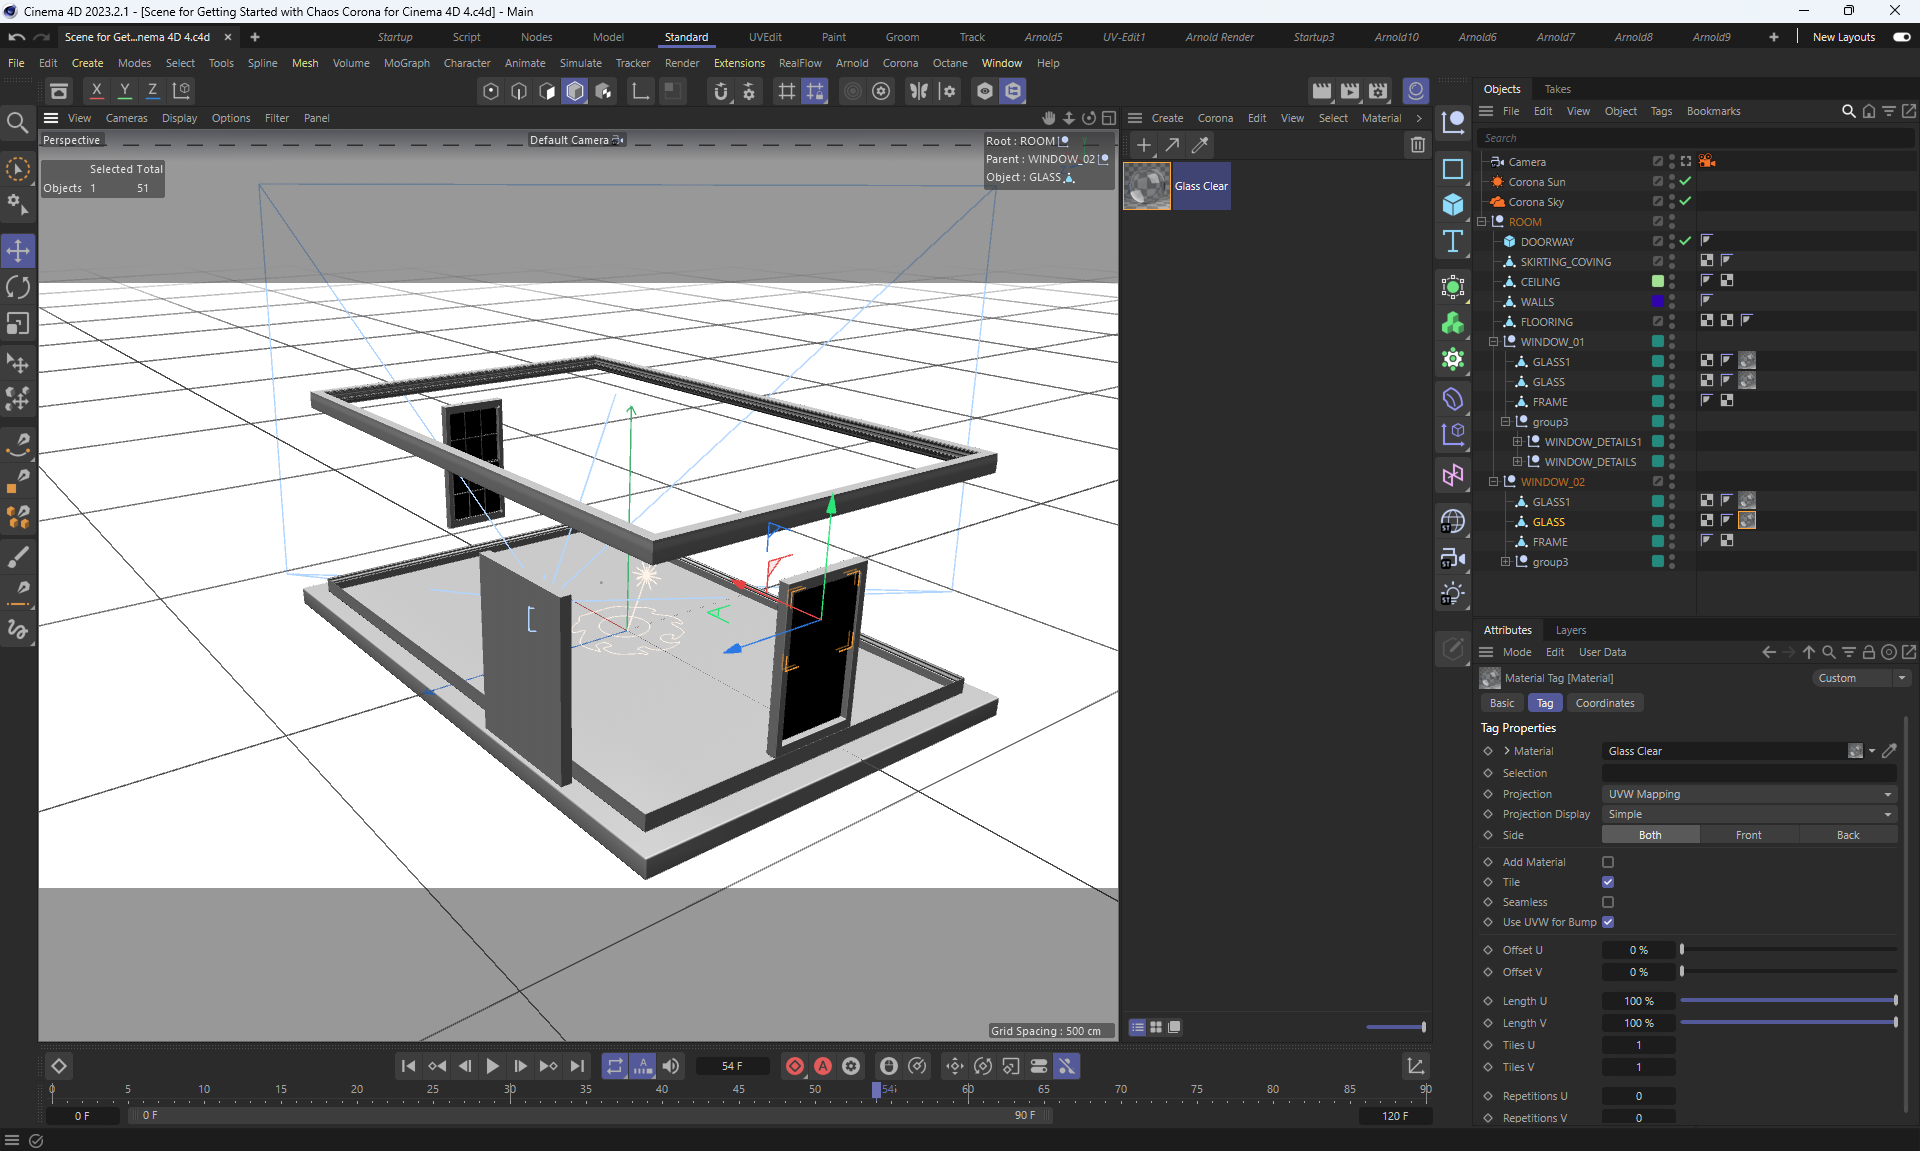 Cinema 4D 2023.2.1 - [Scene for Getting Started with Chaos Corona for Cinema 4D 4.c4d] - Main
Scene for Get...nema 4D 4.c4d
Startup Script Nodes Model Standard UVEdit Paint Groom Track Arnold5 UV-Edit1 Arnold Render Startup3 Arnold10 Arnold6 Arnold7 Arnold8 Arnold9 New Layouts
File Edit Create Modes Select Tools Spline Mesh Volume MoGraph Character Animate Simulate Tracker Render Extensions RealFlow Arnold Corona Octane Window Help
X Y Z
View Cameras Display Options Filter Panel
Perspective
Default Camera
Root : ROOM
Parent : WINDOW_02
Object : GLASS
Selected Total
Objects 1 51
Grid Spacing : 500 cm
Create Corona Edit View Select Material
Glass Clear
Objects Takes
File Edit View Object Tags Bookmarks
Search
Camera
Corona Sun
Corona Sky
ROOM
DOORWAY
SKIRTING_COVING
CEILING
WALLS
FLOORING
WINDOW_01
GLASS1
GLASS
FRAME
group3
WINDOW_DETAILS1
WINDOW_DETAILS
WINDOW_02
GLASS1
GLASS
FRAME
group3
Attributes Layers
Mode Edit User Data
Material Tag [Material]
Custom
Basic Tag Coordinates
Tag Properties
Material Glass Clear
Selection
Projection UVW Mapping
Projection Display Simple
Side Both Front Back
Add Material
Tile
Seamless
Use UVW for Bump
Offset U 0 %
Offset V 0 %
Length U 100 %
Length V 100 %
Tiles U 1
Tiles V 1
Repetitions U 0
Repetitions V 0
54 F
0 5 10 15 20 25 30 35 40 45 50 54 60 65 70 75 80 85 90
0 F 0 F 90 F 120 F